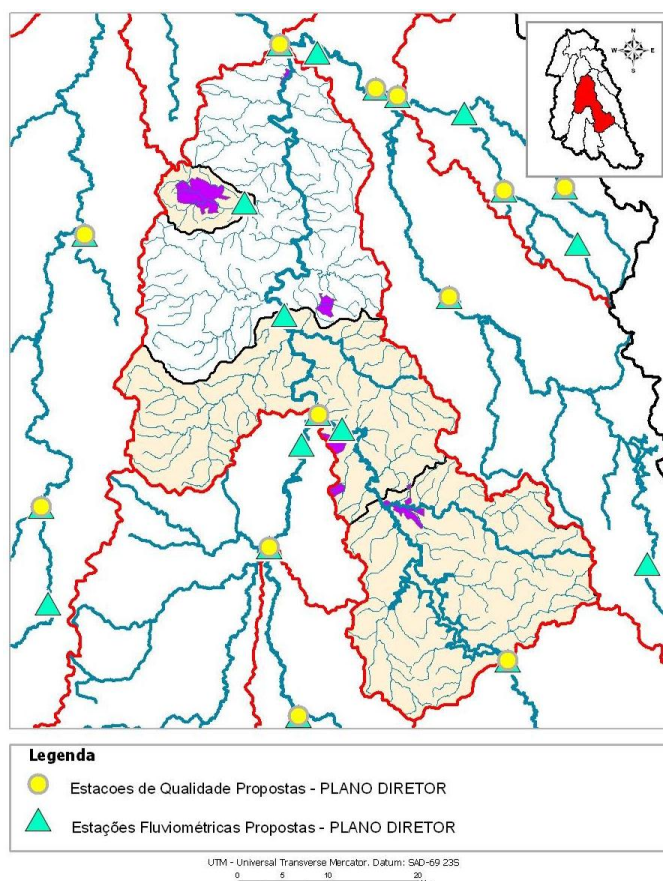 N
W E
S
Legenda
Estacoes de Qualidade Propostas - PLANO DIRETOR
Estações Fluviométricas Propostas - PLANO DIRETOR
UTM - Universal Transverse Mercator. Datum: SAD-69 23S
0 5 10 20